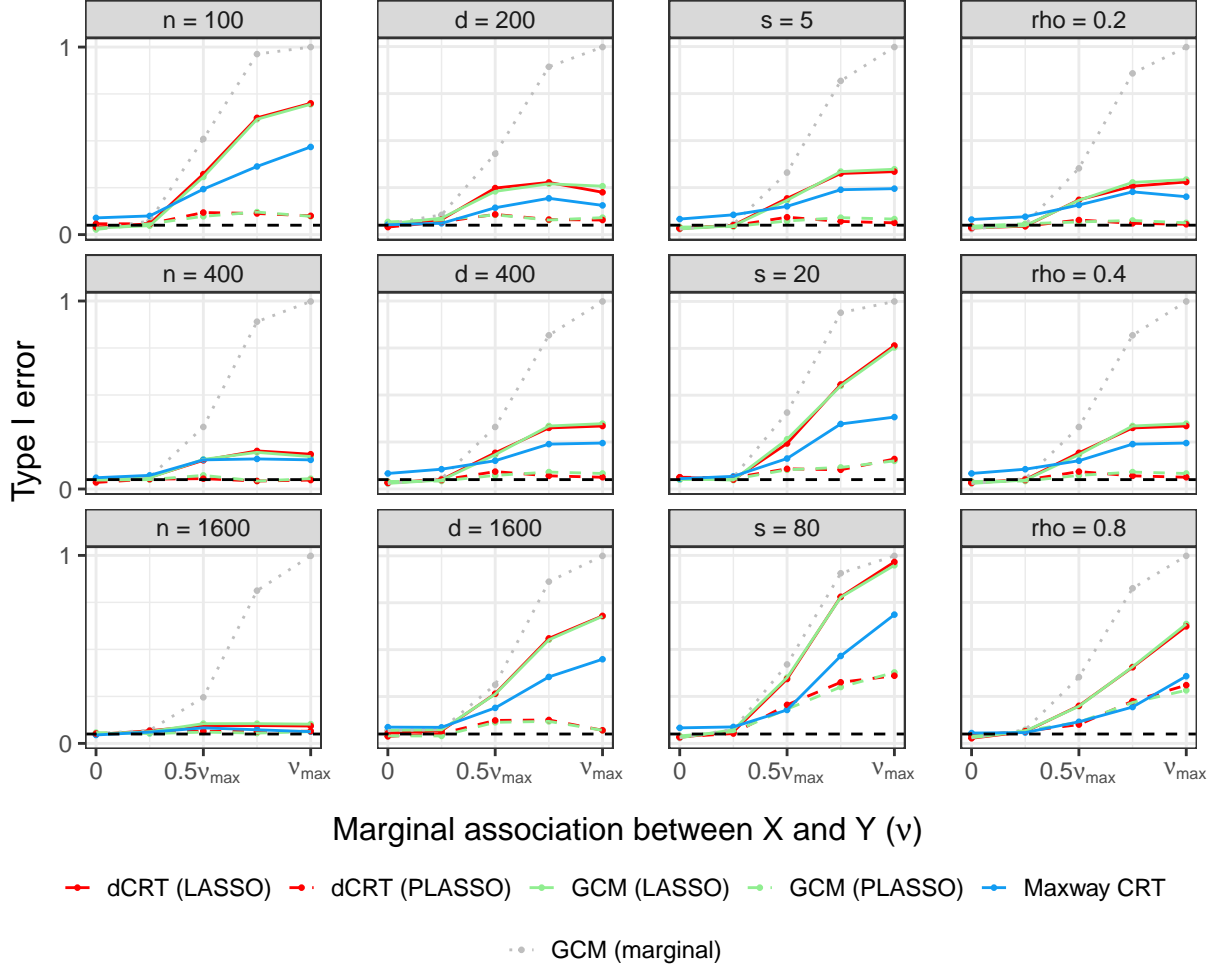 n = 100
d = 200
s = 5
rho = 0.2
1
0
n = 400
d = 400
s = 20
rho = 0.4
1
0
Type I error
n = 1600
d = 1600
s = 80
rho = 0.8
1
0
0 0.5νmax νmax
0 0.5νmax νmax
0 0.5νmax νmax
0 0.5νmax νmax
Marginal association between X and Y (ν)
dCRT (LASSO) dCRT (PLASSO) GCM (LASSO) GCM (PLASSO) Maxway CRT
GCM (marginal)